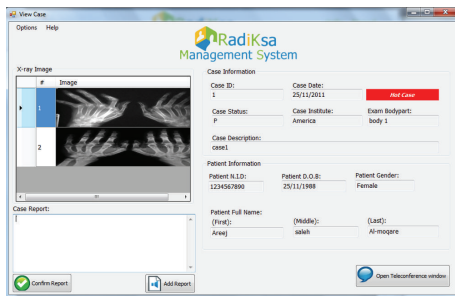 View Case
Options Help
RadiKsa
Management System
X-ray Image
# Image
1
2
Case Report:
Confirm Report
Add Report
Case Information
Case ID:
Case Date:
1
25/11/2011
Hot Case
Case Status:
Case Institute:
Exam Bodypart:
P
America
body 1
Case Description:
case1
Patient Information
Patient N.I.D:
Patient D.O.B:
Patient Gender:
1234567890
25/11/1988
Female
Patient Full Name:
(First):
(Middle):
(Last):
Areej
saleh
Al-moqare
Open Teleconference window